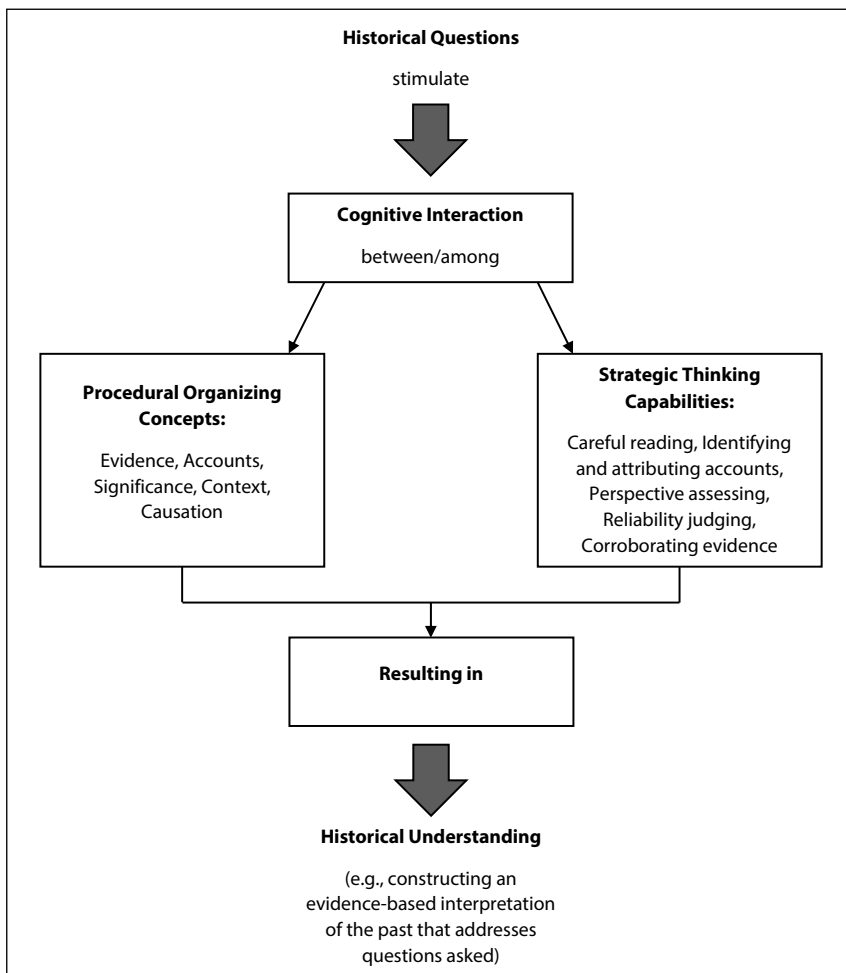 Historical Questions
stimulate
Cognitive Interaction
between/among
Procedural Organizing
Concepts:
Evidence, Accounts,
Significance, Context,
Causation
Strategic Thinking
Capabilities:
Careful reading, Identifying
and attributing accounts,
Perspective assessing,
Reliability judging,
Corroborating evidence
Resulting in
Historical Understanding
(e.g., constructing an
evidence-based interpretation
of the past that addresses
questions asked)